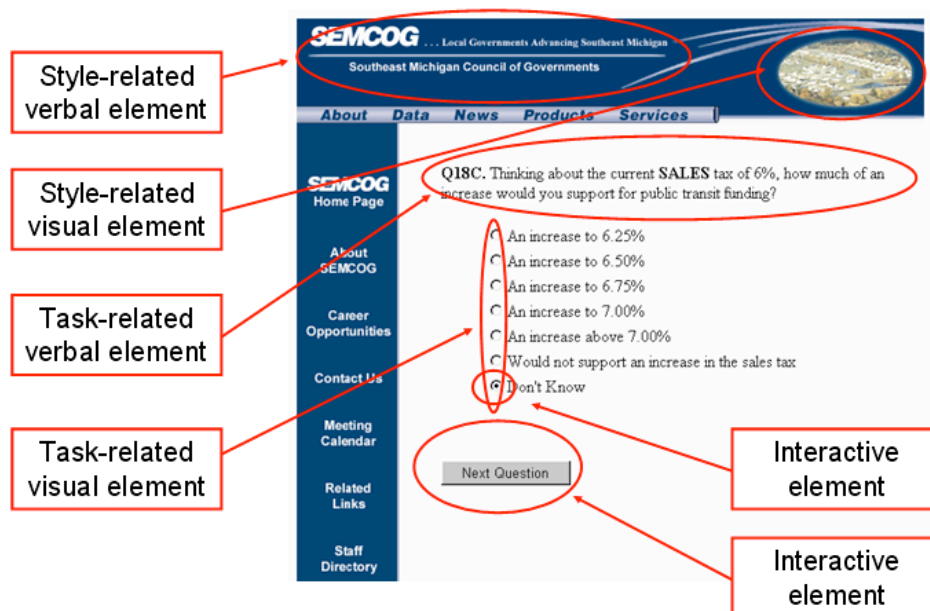 SEMCOG ... Local Governments Advancing Southeast Michigan
Southeast Michigan Council of Governments
About Data News Products Services
Style-related
verbal element
Style-related
visual element
Task-related
verbal element
Task-related
visual element
SEMCOG
Home Page
About
SEMCOG
Career
Opportunities
Contact Us
Meeting
Calendar
Related
Links
Staff
Directory
Q18C. Thinking about the current SALES tax of 6%, how much of an
increase would you support for public transit funding?
An increase to 6.25%
An increase to 6.50%
An increase to 6.75%
An increase to 7.00%
An increase above 7.00%
Would not support an increase in the sales tax
Don't Know
Next Question
Interactive
element
Interactive
element